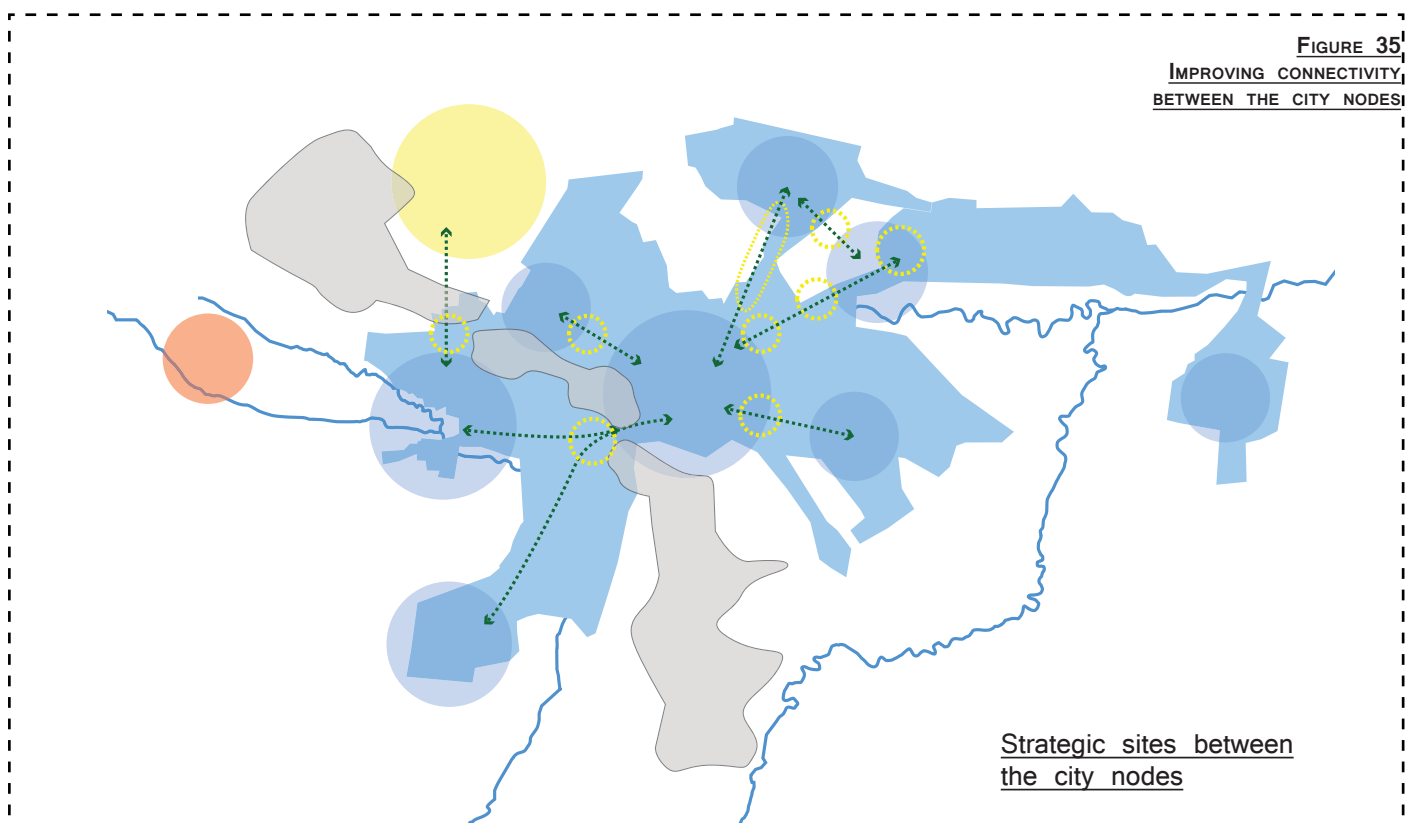 Figure 35
Improving connectivity
between the city nodes
Strategic sites between
the city nodes